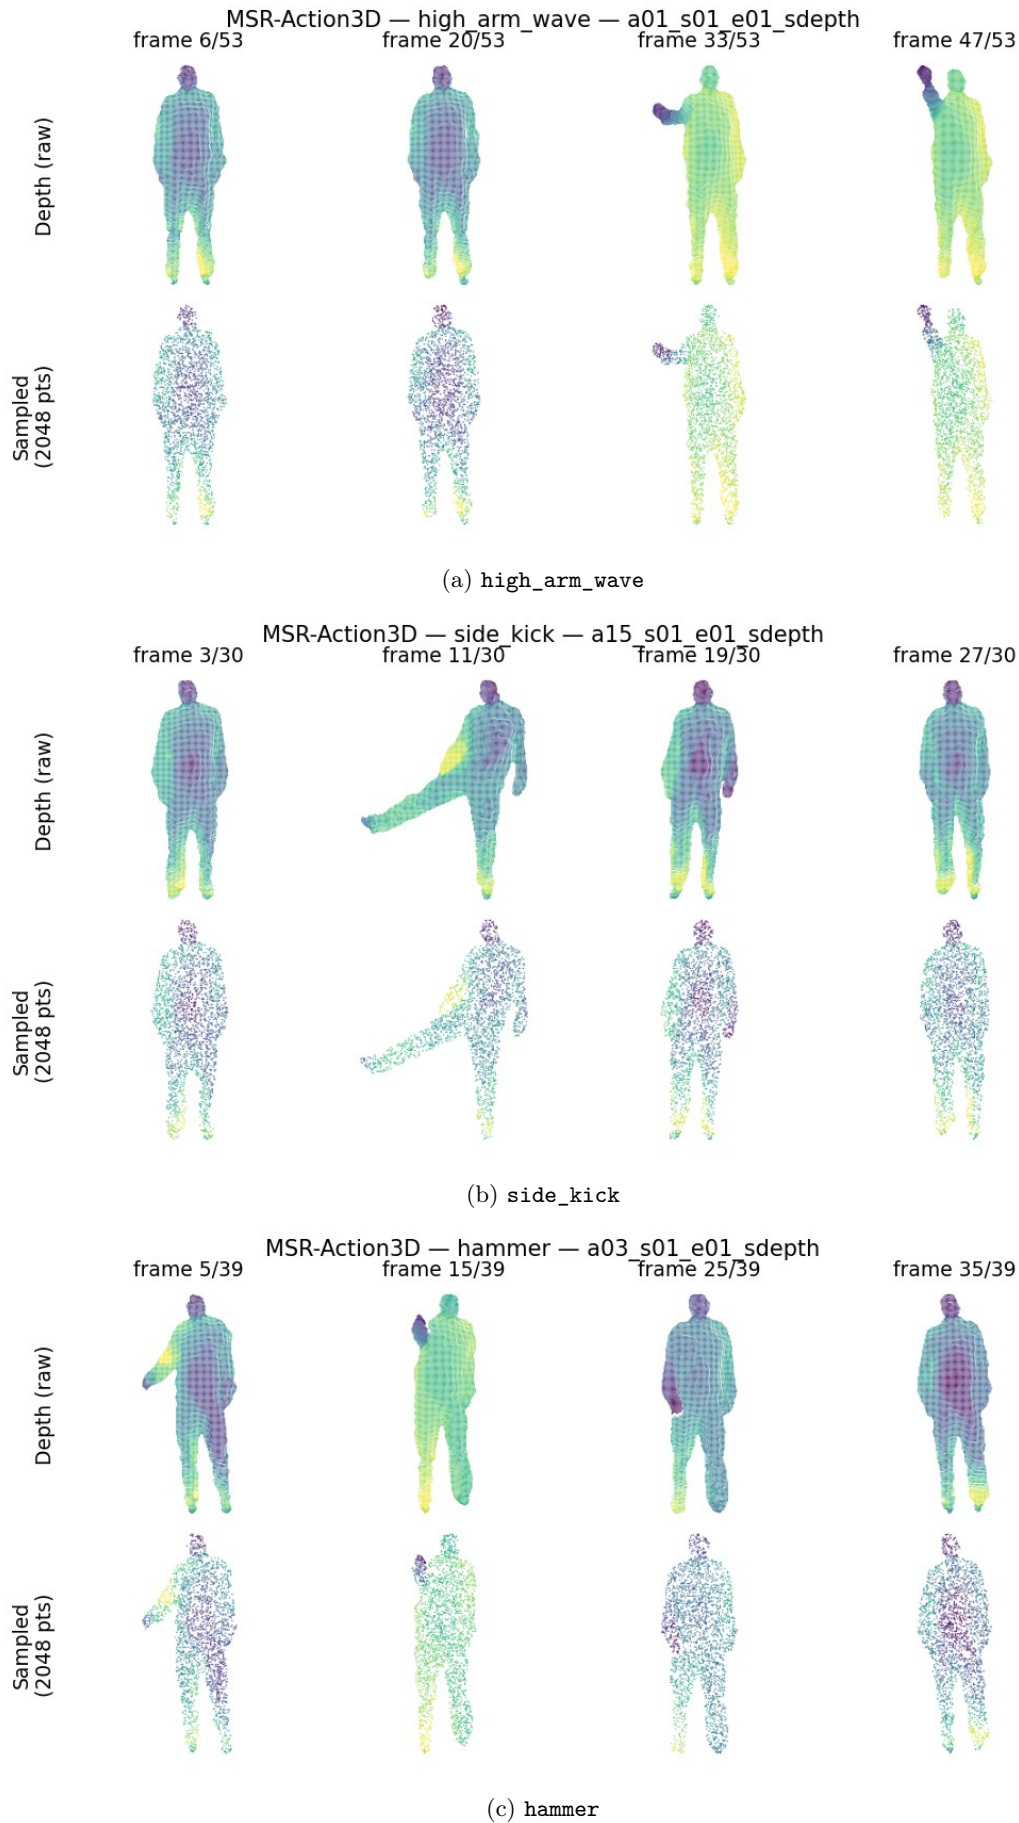 MSR-Action3D — high_arm_wave — a01_s01_e01_sdepth
frame 6/53 frame 20/53 frame 33/53 frame 47/53
Depth (raw)
Sampled
(2048 pts)
(a) high_arm_wave
MSR-Action3D — side_kick — a15_s01_e01_sdepth
frame 3/30 frame 11/30 frame 19/30 frame 27/30
Depth (raw)
Sampled
(2048 pts)
(b) side_kick
MSR-Action3D — hammer — a03_s01_e01_sdepth
frame 5/39 frame 15/39 frame 25/39 frame 35/39
Depth (raw)
Sampled
(2048 pts)
(c) hammer